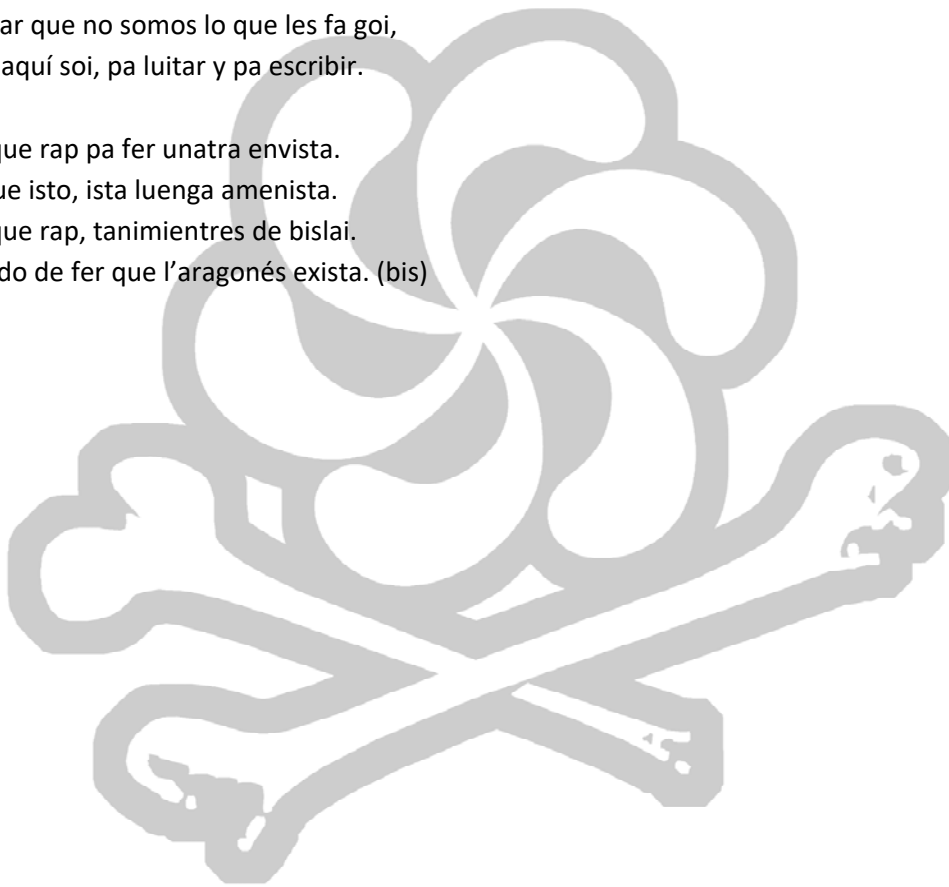 ar que no somos lo que les fa goi,
aquí soi, pa luitar y pa escribir.
que rap pa fer unatra envista.
ue isto, ista luenga amenista.
que rap, tanimientres de bislai.
do de fer que l’aragonés exista. (bis)